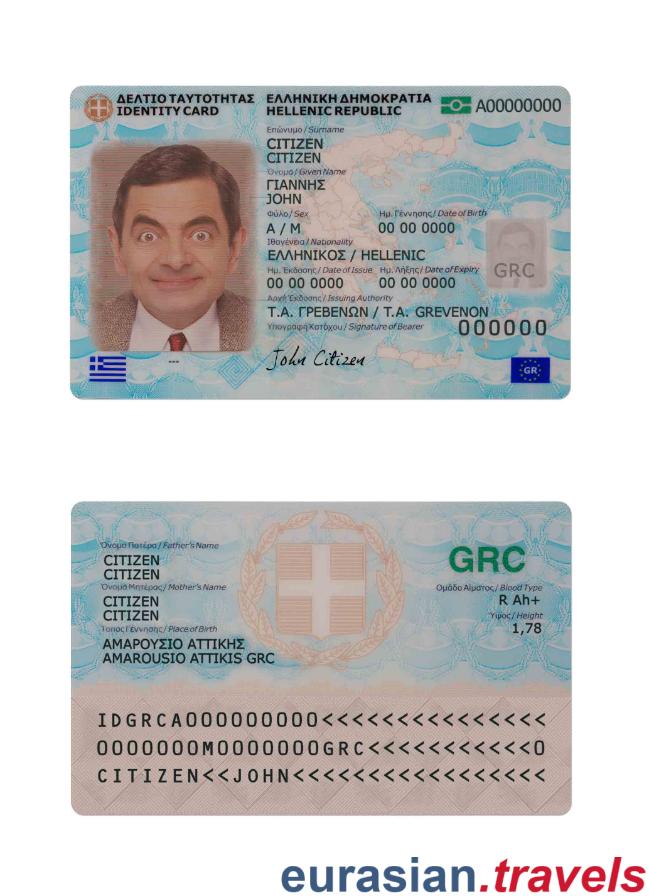 ΔΕΛΤΙΟ ΤΑΥΤΟΤΗΤΑΣ ΕΛΛΗΝΙΚΗ ΔΗΜΟΚΡΑΤΙΑ
IDENTITY CARD HELLENIC REPUBLIC A00000000
Επώνυμο / Surname
CITIZEN
CITIZEN
Όνομα / Given Name
ΓΙΑΝΝΗΣ
JOHN
Φύλο / Sex Ημ. Γέννησης / Date of Birth
A / M 00 00 0000
Ιθαγένεια / Nationality
ΕΛΛΗΝΙΚΟΣ / HELLENIC
GRC
Ημ. Έκδοσης / Date of Issue Ημ. Λήξης / Date of Expiry
00 00 0000 00 00 0000
Αρχή Έκδοσης / Issuing Authority
Τ.Α. ΓΡΕΒΕΝΩΝ / T.A. GREVENON
Υπογραφή Κατόχου / Signature of Bearer 000000
---
John Citizen
GR
Όνομα Πατέρα / Father's Name
CITIZEN
CITIZEN
Όνομα Μητέρας / Mother's Name
CITIZEN
CITIZEN
Τόπος Γέννησης / Place of Birth
ΑΜΑΡΟΥΣΙΟ ΑΤΤΙΚΗΣ
AMAROUSIO ATTIKIS GRC
GRC
Ομάδα Αίματος / Blood Type
R Ah+
Ύψος / Height
1,78
IDGRCA000000000<<<<<<<<<<<<<<<
0000000M0000000GRC<<<<<<<<<<<0
CITIZEN<<JOHN<<<<<<<<<<<<<<<<<
eurasian.travels